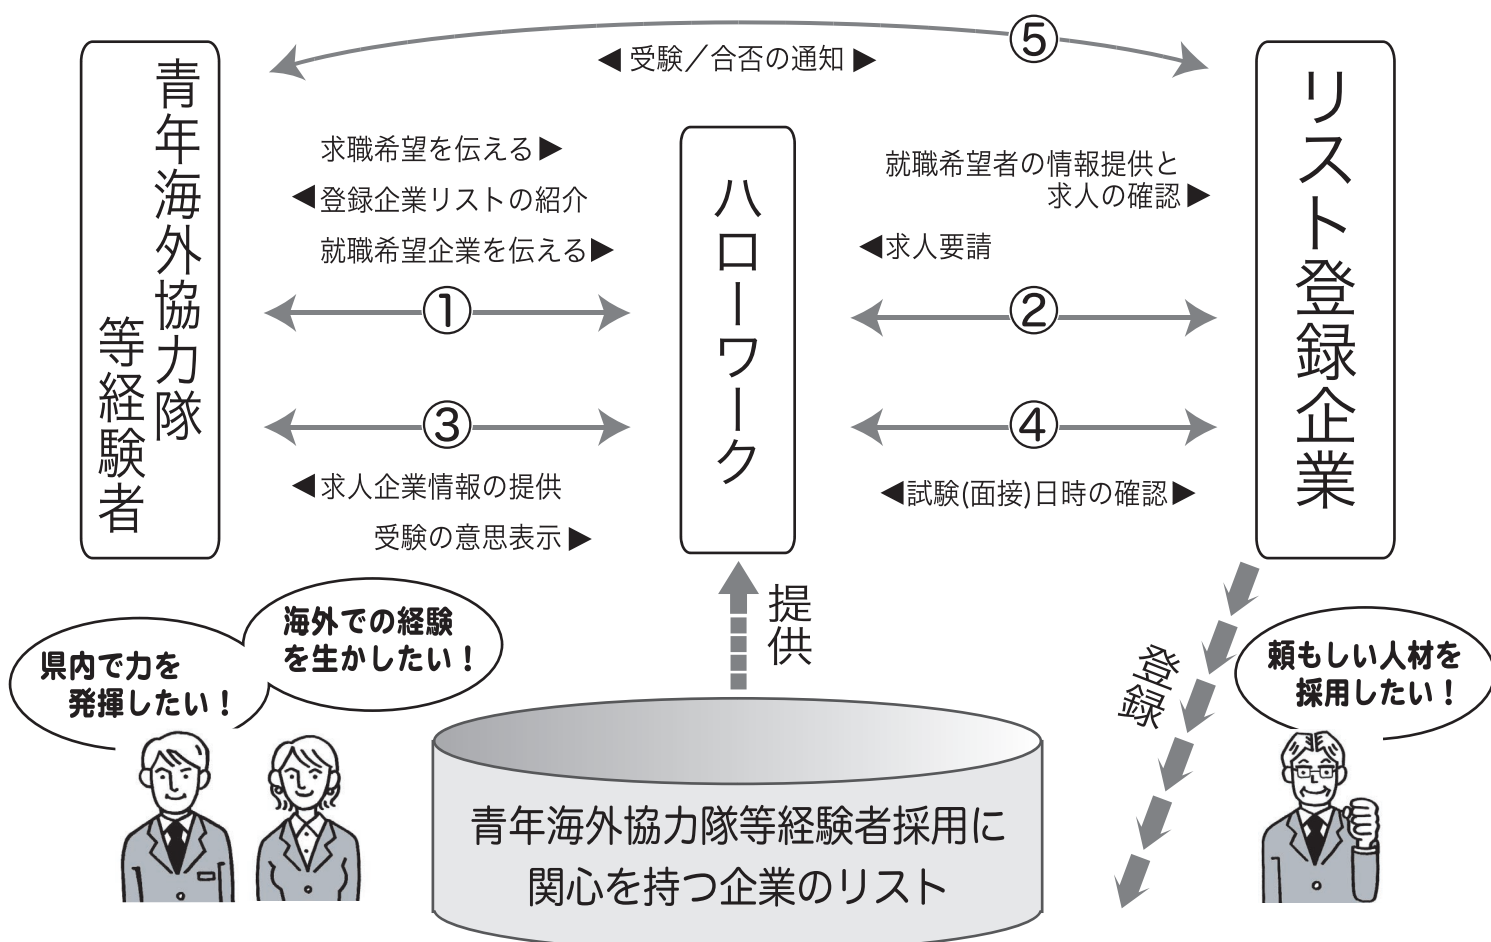 ⑤
◀ 受験／合否の通知 ▶
青年海外協力隊
等経験者
求職希望を伝える▶
◀登録企業リストの紹介
就職希望企業を伝える▶
①
③
◀求人企業情報の提供
受験の意思表示▶
ハローワーク
就職希望者の情報提供と
求人の確認▶
◀求人要請
②
④
◀試験(面接)日時の確認▶
リスト登録企業
提供
登録
県内で力を
発揮したい！
海外での経験
を生かしたい！
頼もしい人材を
採用したい！
青年海外協力隊等経験者採用に
関心を持つ企業のリスト